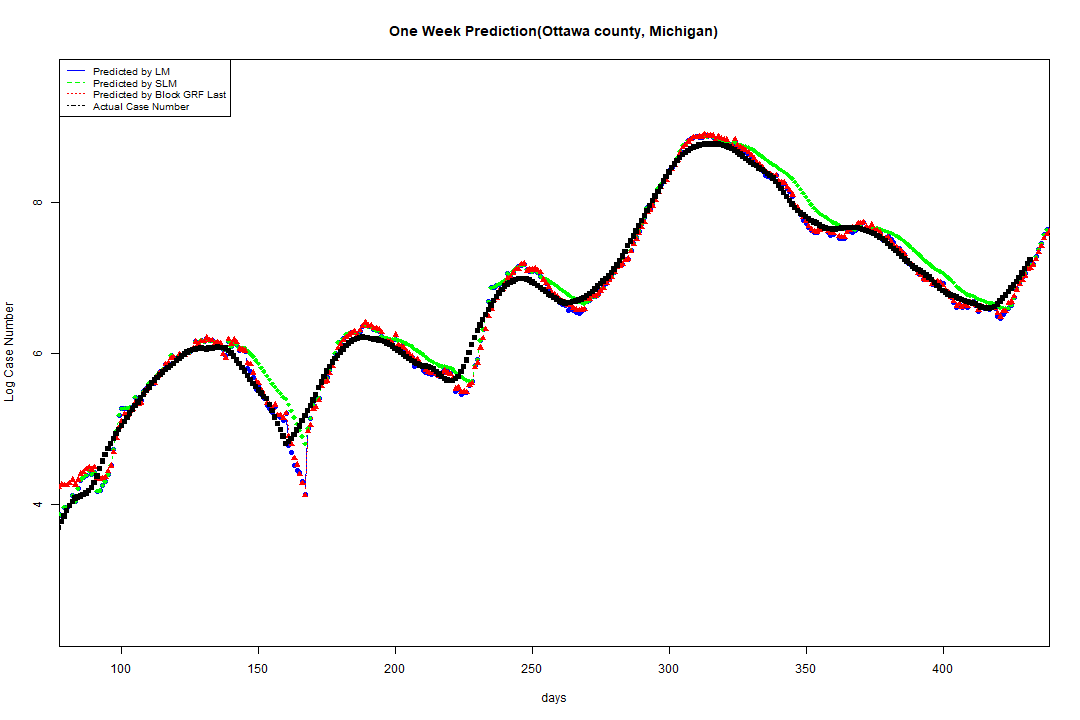 One Week Prediction(Ottawa county, Michigan)
Predicted by LM
Predicted by SLM
Predicted by Block GRF Last
Actual Case Number
8
6
4
Log Case Number
100
150
200
250
300
350
400
days